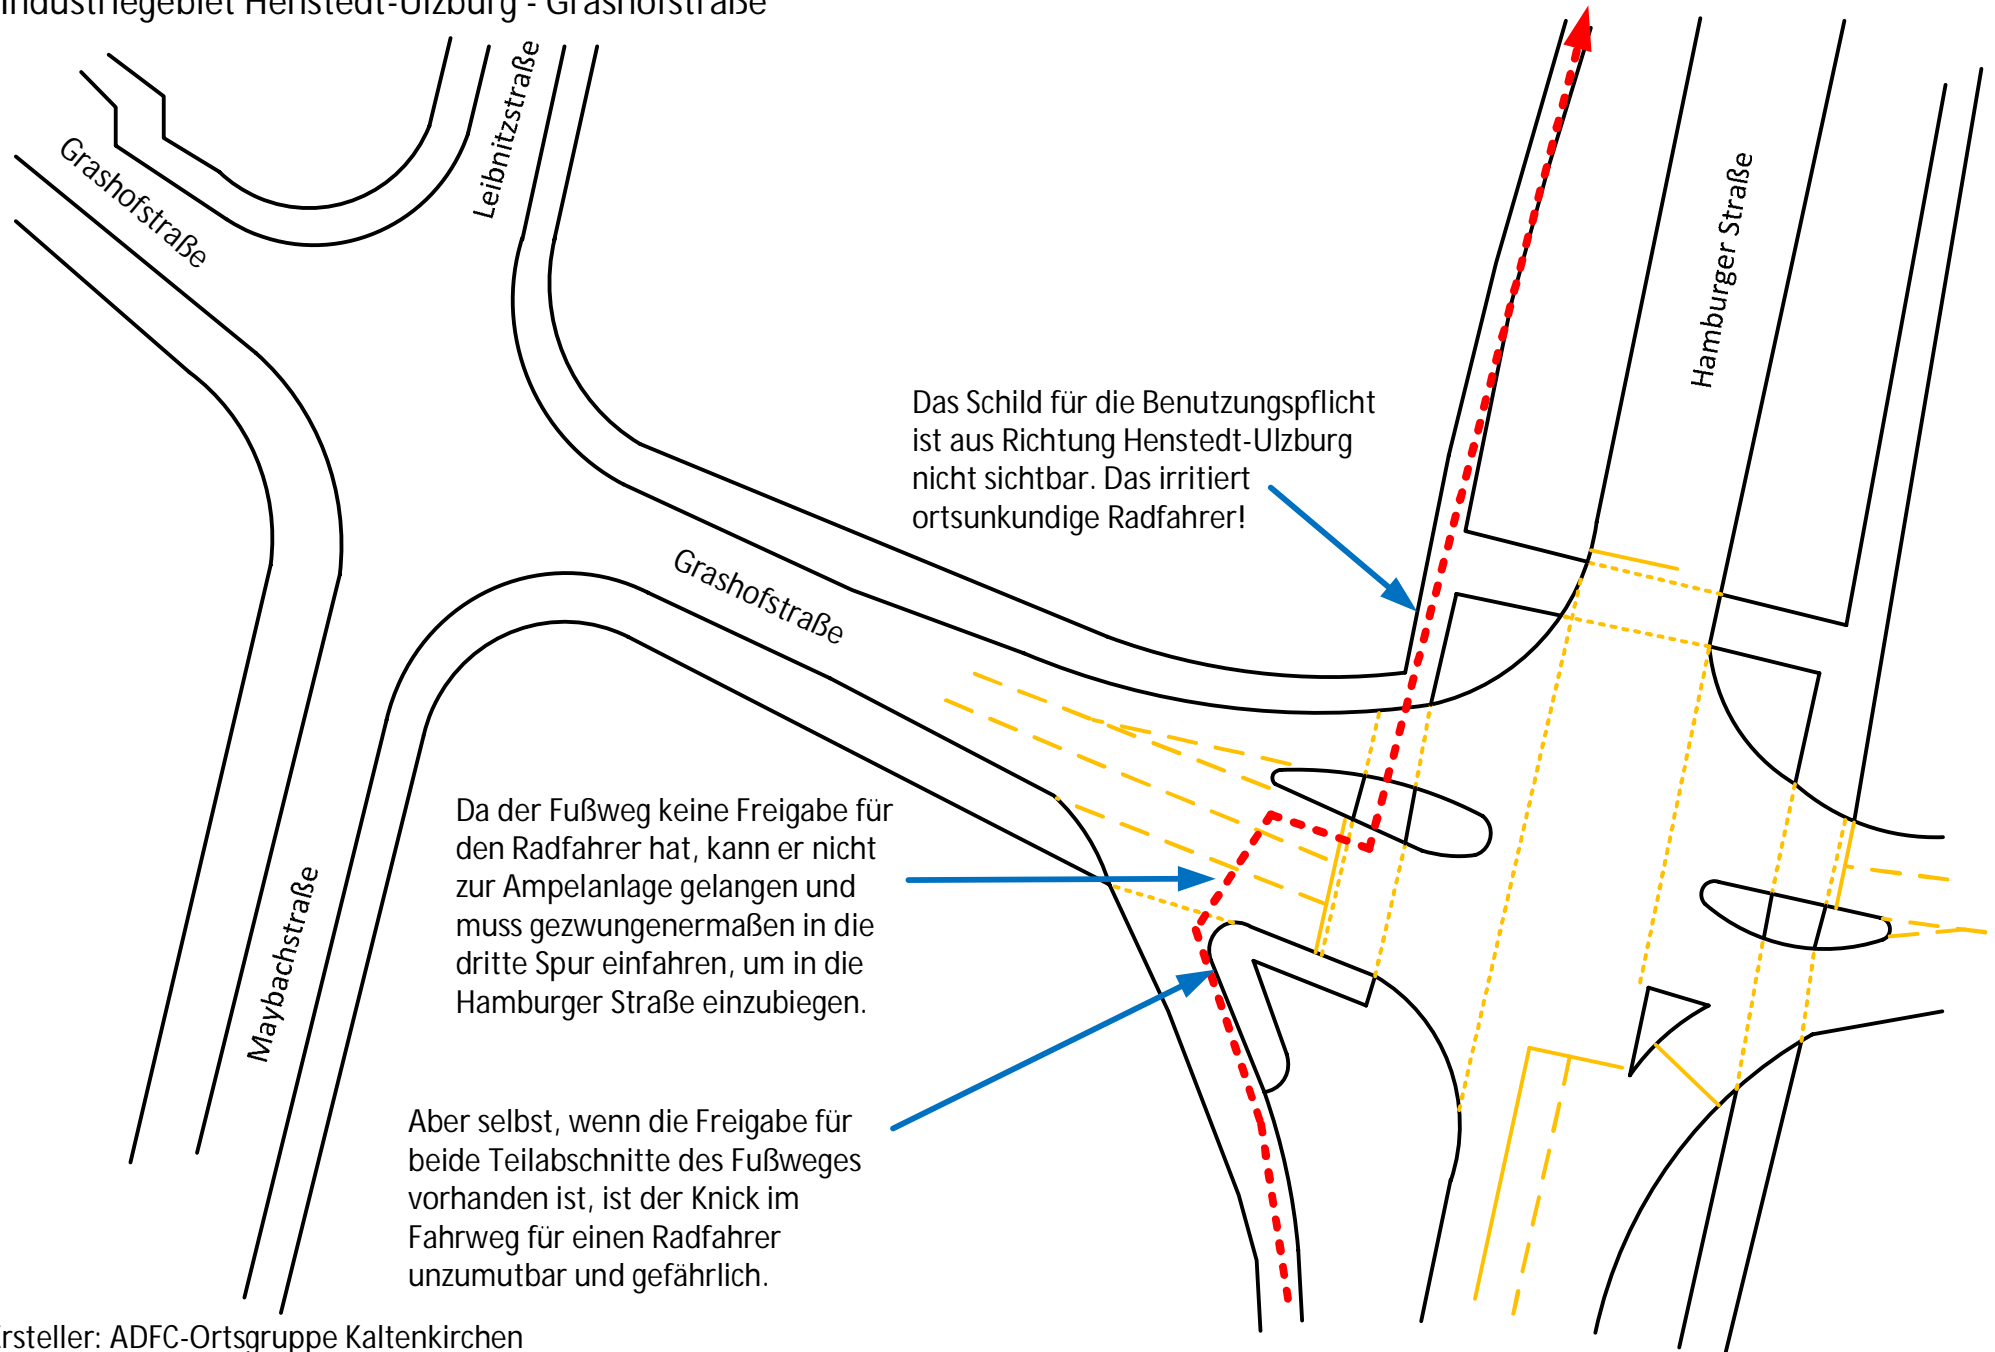 Industriegebiet Henstedt-Ulzburg - Grashofstraße
Leibnitzstraße
Grashofstraße
Hamburger Straße
Das Schild für die Benutzungspflicht
ist aus Richtung Henstedt-Ulzburg
nicht sichtbar. Das irritiert
ortsunkundige Radfahrer!
Grashofstraße
Da der Fußweg keine Freigabe für
den Radfahrer hat, kann er nicht
zur Ampelanlage gelangen und
muss gezwungenermaßen in die
dritte Spur einfahren, um in die
Hamburger Straße einzubiegen.
Maybachstraße
Aber selbst, wenn die Freigabe für
beide Teilabschnitte des Fußweges
vorhanden ist, ist der Knick im
Fahrweg für einen Radfahrer
unzumutbar und gefährlich.
rsteller: ADFC-Ortsgruppe Kaltenkirchen